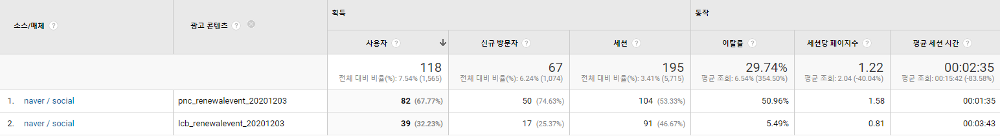 획득
동작
소스/매체
광고 콘텐츠
사용자
신규 방문자
세션
이탈률
세션당 페이지수
평균 세션 시간
118
전체 대비 비율(%): 7.54% (1,565)
67
전체 대비 비율(%): 6.24% (1,074)
195
전체 대비 비율(%): 3.41% (5,715)
29.74%
평균 조회: 6.54% (354.50%)
1.22
평균 조회: 2.04 (-40.04%)
00:02:35
평균 조회: 00:15:42 (-83.58%)
1. naver / social pnc_renewalevent_20201203 82 (67.77%) 50 (74.63%) 104 (53.33%) 50.96% 1.58 00:01:35
2. naver / social lcb_renewalevent_20201203 39 (32.23%) 17 (25.37%) 91 (46.67%) 5.49% 0.81 00:03:43